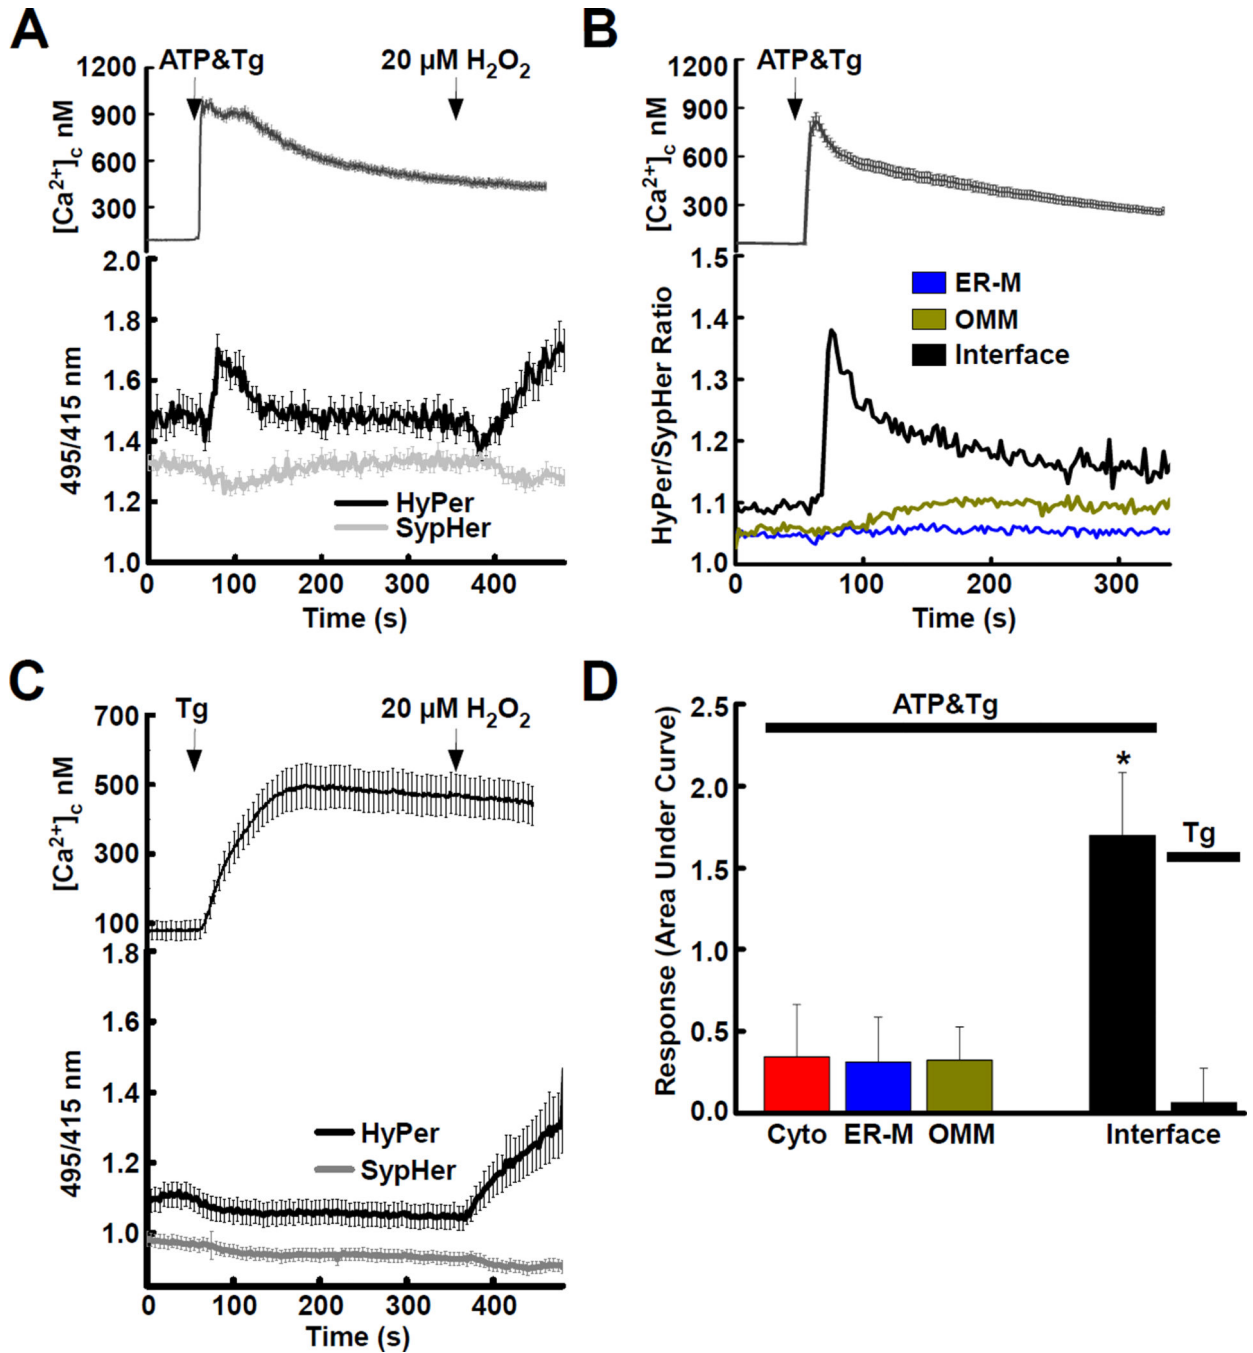 A
ATP&Tg
20 µM H₂O₂
1200
900
600
300
[Ca²⁺]c nM
2.0
1.8
1.6
1.4
1.2
1.0
495/415 nm
HyPer
SypHer
0
100
200
300
400
Time (s)
B
ATP&Tg
1200
900
600
300
[Ca²⁺]c nM
1.5
1.4
1.3
1.2
1.1
1.0
HyPer/SypHer Ratio
ER-M
OMM
Interface
0
100
200
300
Time (s)
C
Tg
20 µM H₂O₂
700
500
300
100
[Ca²⁺]c nM
1.8
1.6
1.4
1.2
1.0
495/415 nm
HyPer
SypHer
0
100
200
300
400
Time (s)
D
ATP&Tg
2.5
2.0
1.5
1.0
0.5
0.0
Response (Area Under Curve)
*
Tg
Cyto
ER-M
OMM
Interface